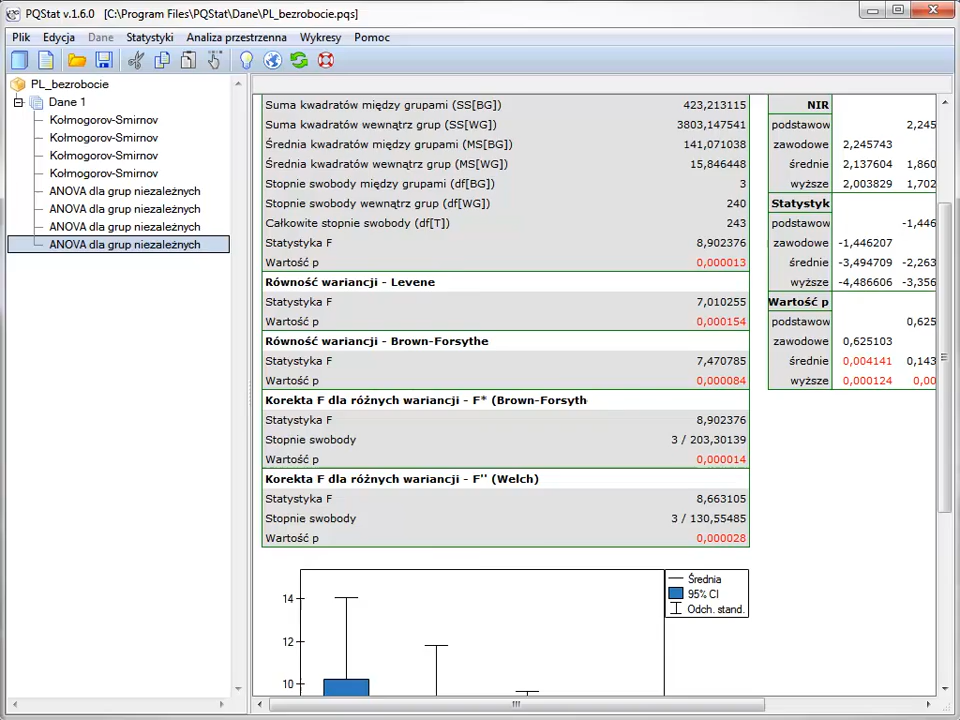 PQStat v.1.6.0 [C:\Program Files\PQStat\Dane\PL_bezrobocie.pqs]
Plik Edycja Dane Statystyki Analiza przestrzenna Wykresy Pomoc
PL_bezrobocie
Dane 1
Kołmogorov-Smirnov
Kołmogorov-Smirnov
Kołmogorov-Smirnov
Kołmogorov-Smirnov
ANOVA dla grup niezależnych
ANOVA dla grup niezależnych
ANOVA dla grup niezależnych
ANOVA dla grup niezależnych
Suma kwadratów między grupami (SS[BG]) 423,213115
Suma kwadratów wewnątrz grup (SS[WG]) 3803,147541
Średnia kwadratów między grupami (MS[BG]) 141,071038
Średnia kwadratów wewnątrz grup (MS[WG]) 15,846448
Stopnie swobody między grupami (df[BG]) 3
Stopnie swobody wewnątrz grup (df[WG]) 240
Całkowite stopnie swobody (df[T]) 243
Statystyka F 8,902376
Wartość p 0,000013
Równość wariancji - Levene
Statystyka F 7,010255
Wartość p 0,000154
Równość wariancji - Brown-Forsythe
Statystyka F 7,470785
Wartość p 0,000084
Korekta F dla różnych wariancji - F* (Brown-Forsyth
Statystyka F 8,902376
Stopnie swobody 3 / 203,30139
Wartość p 0,000014
Korekta F dla różnych wariancji - F'' (Welch)
Statystyka F 8,663105
Stopnie swobody 3 / 130,55485
Wartość p 0,000028
NIR
podstawow 2,245
zawodowe 2,245743
średnie 2,137604 1,860
wyższe 2,003829 1,702
Statystyk
podstawow -1,446
zawodowe -1,446207
średnie -3,494709 -2,263
wyższe -4,486606 -3,356
Wartość p
podstawow 0,625
zawodowe 0,625103
średnie 0,004141 0,143
wyższe 0,000124 0,00
14
12
10
Średnia
95% CI
Odch. stand.